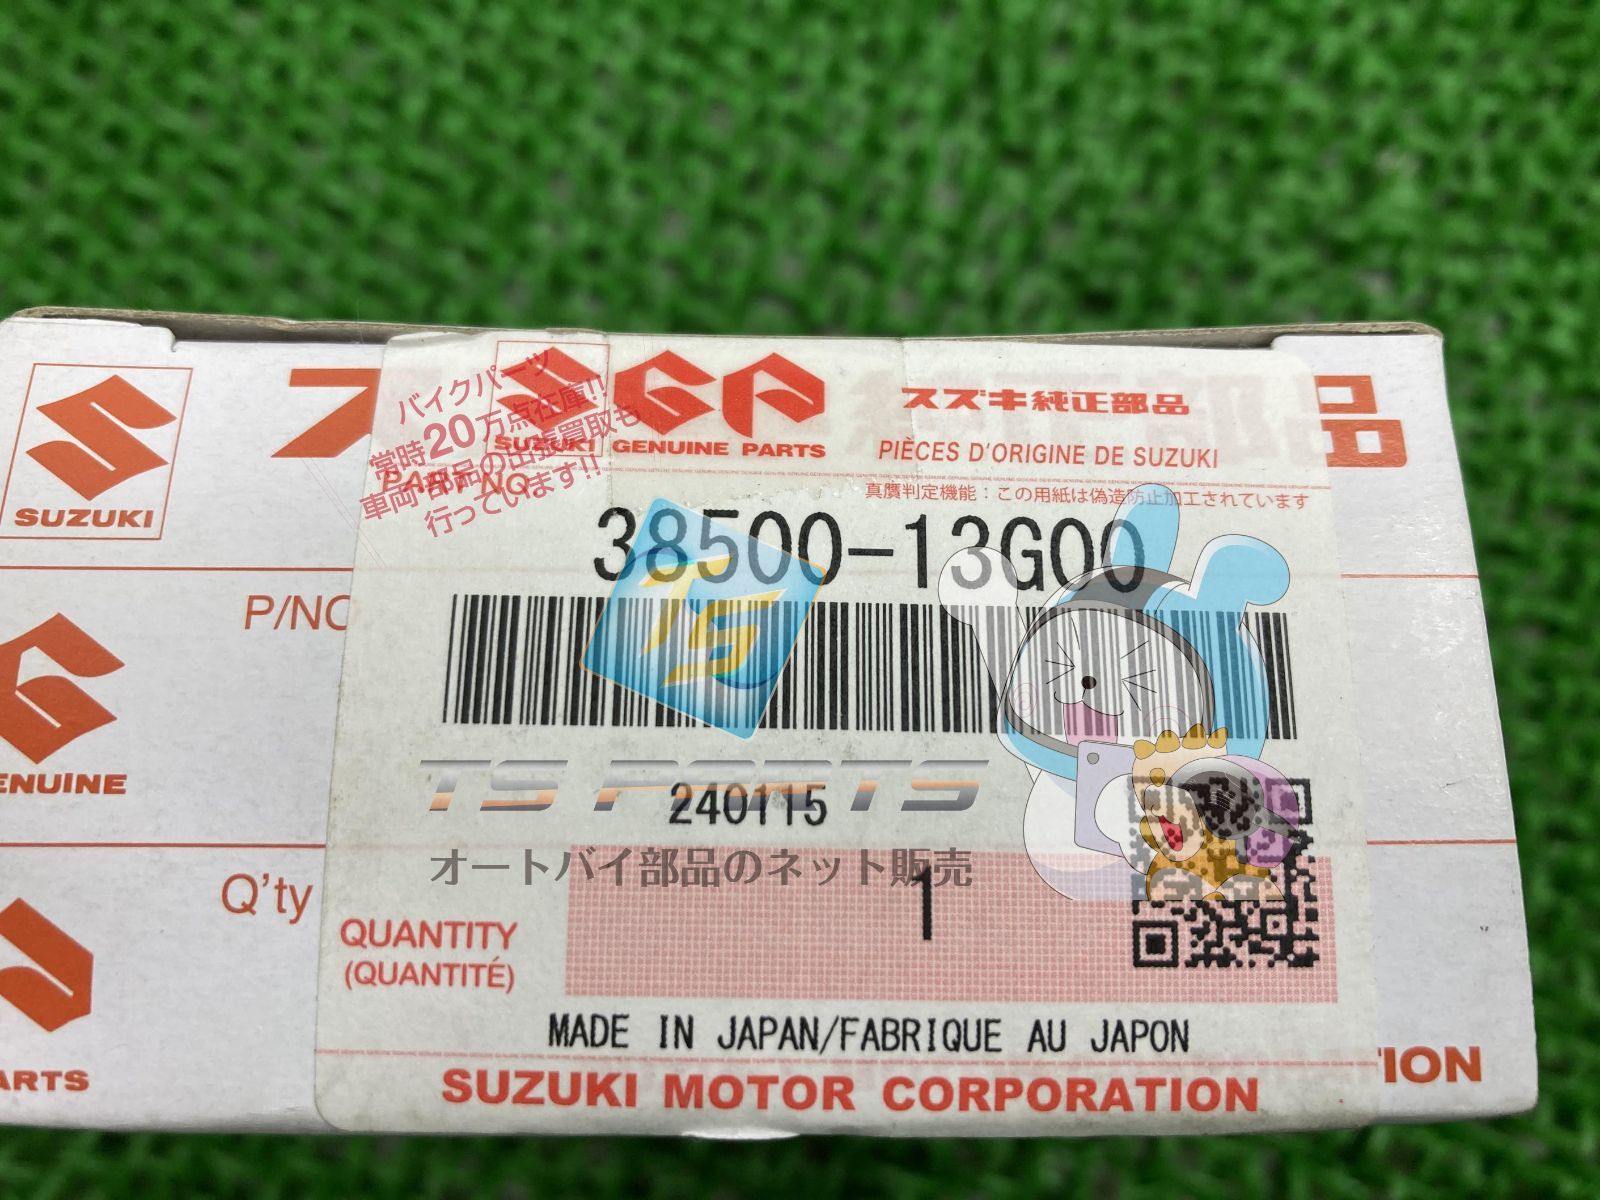 SUZUKI
ス
品
P/NO
GENUINE
Q'ty
PARTS
TION
SUZUKI GENUINE PARTS
スズキ純正部品
PIÈCES D'ORIGINE DE SUZUKI
PART NO
真贋判定機能：この用紙は偽造防止加工されています
38500-13G00
240115
QUANTITY
(QUANTITÉ)
1
MADE IN JAPAN/FABRIQUE AU JAPON
SUZUKI MOTOR CORPORATION
バイクパーツ
常時20万点在庫!!
車両・部品の出張買取も
行っています!!
TS
TS PARTS
オートバイ部品のネット販売